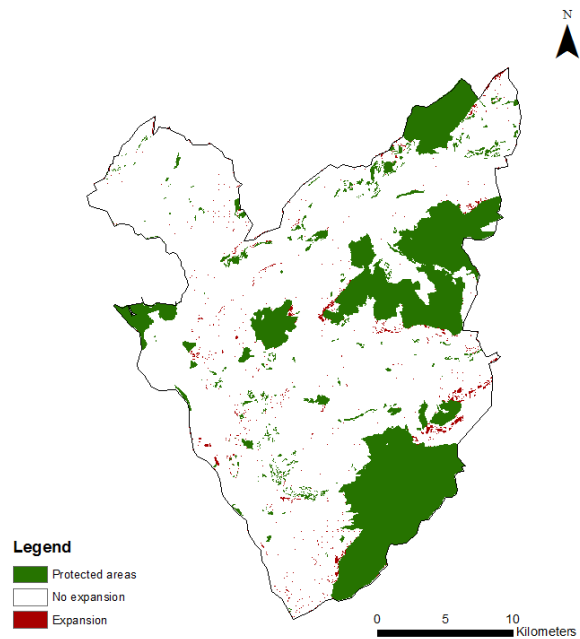 N
Legend
Protected areas
No expansion
Expansion
0 5 10
Kilometers